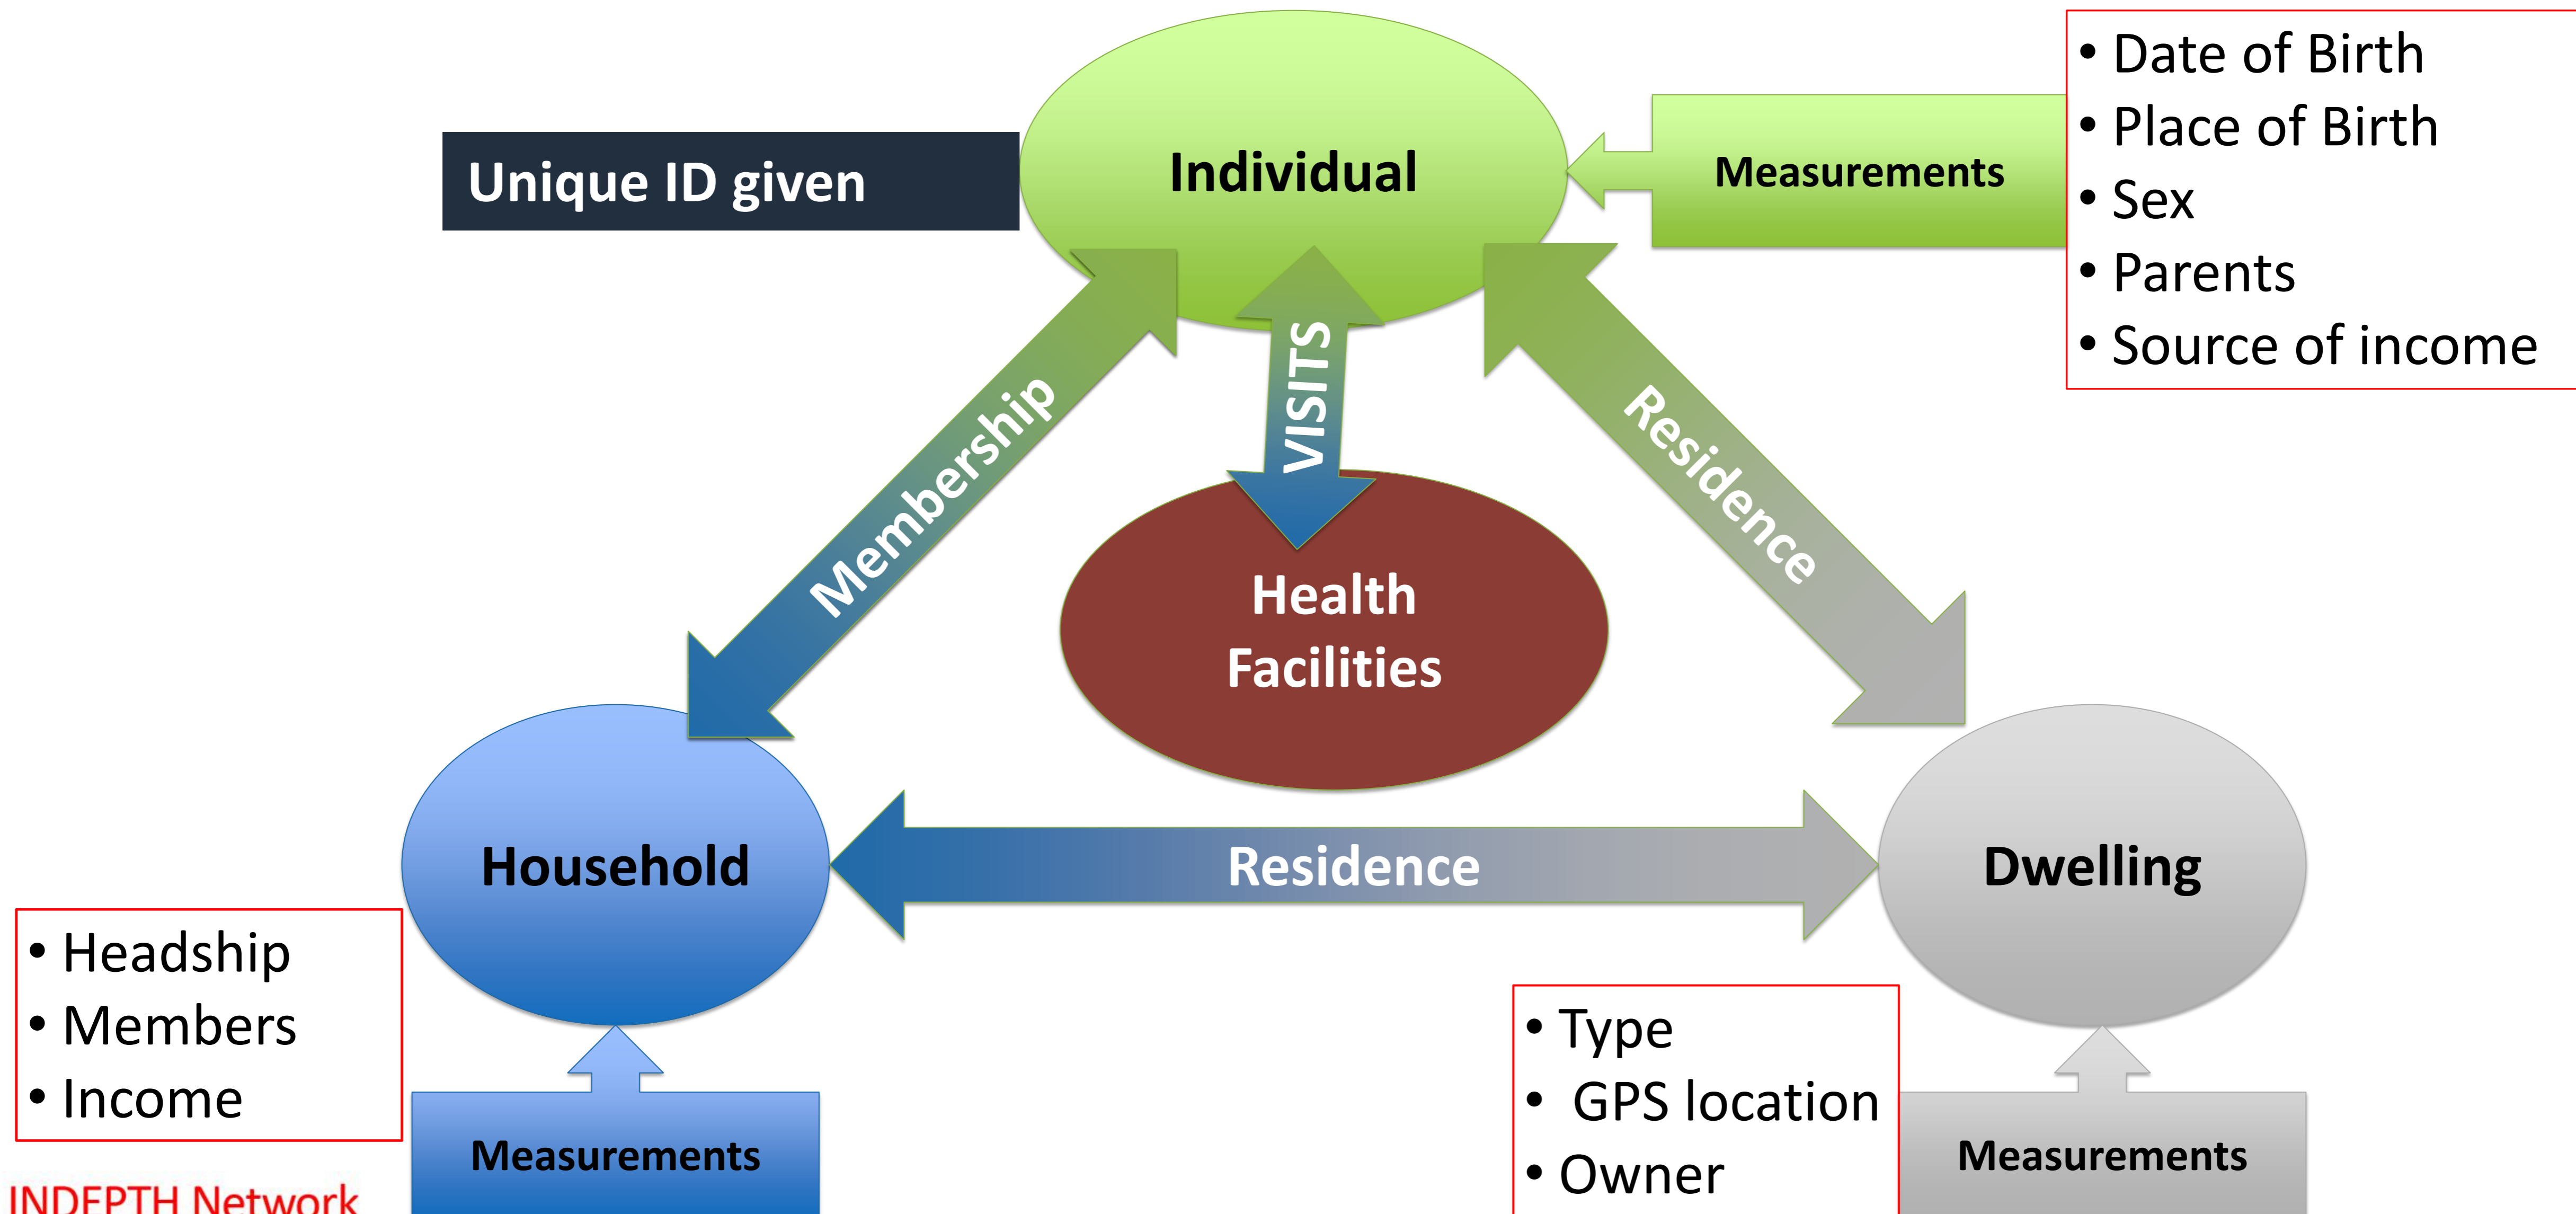 • Date of Birth
• Place of Birth
• Sex
• Parents
• Source of income
Unique ID given
Individual
Measurements
VISITS
Membership
Residence
Health
Facilities
Household
Residence
Dwelling
• Headship
• Members
• Income
Measurements
• Type
• GPS location
• Owner
Measurements
INDEPTH Network